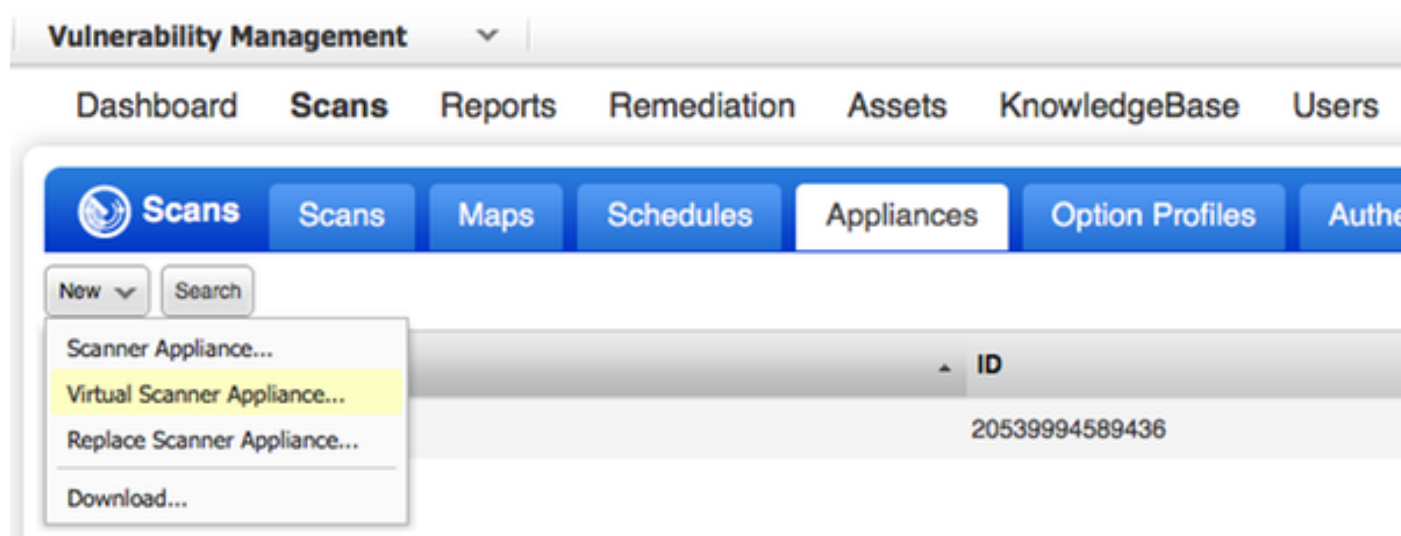 Vulnerability Management
Dashboard Scans Reports Remediation Assets KnowledgeBase Users
Scans Scans Maps Schedules Appliances Option Profiles Authe
New Search
Scanner Appliance...
ID
Virtual Scanner Appliance...
Replace Scanner Appliance...
20539994589436
Download...